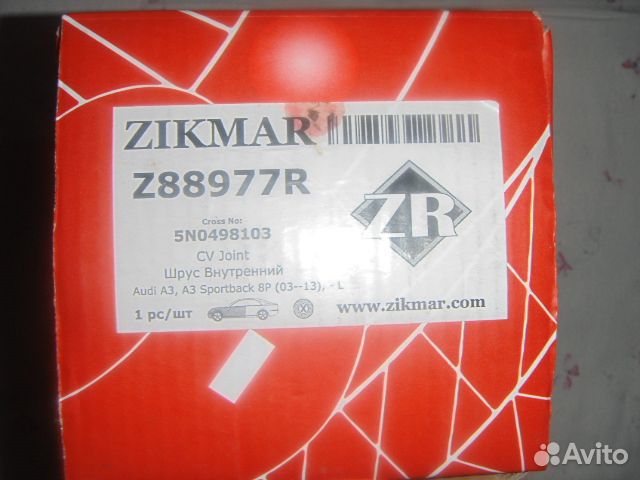 ZIKMAR
Z88977R
Cross No:
5N0498103
CV Joint
Шрус Внутренний
Audi A3, A3 Sportback 8P (03--13), - L
1 pc/шт
ZR
www.zikmar.com
Avito